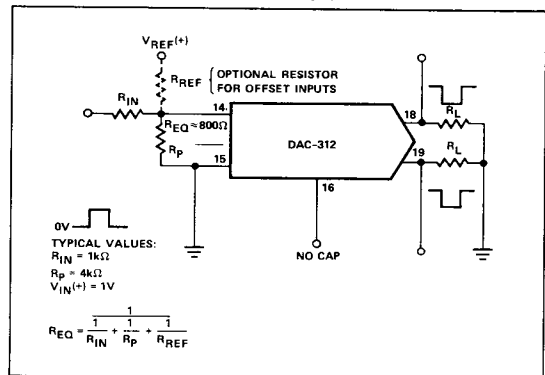 VREF(+)
RREF { OPTIONAL RESISTOR
FOR OFFSET INPUTS
RIN
14
REQ ≈ 800Ω
RP
15
DAC-312
16
NO CAP
18
RL
RL
19
0V
TYPICAL VALUES:
RIN = 1kΩ
RP = 4kΩ
VIN(+) = 1V
REQ = 1 / (1/RIN + 1/RP + 1/RREF)